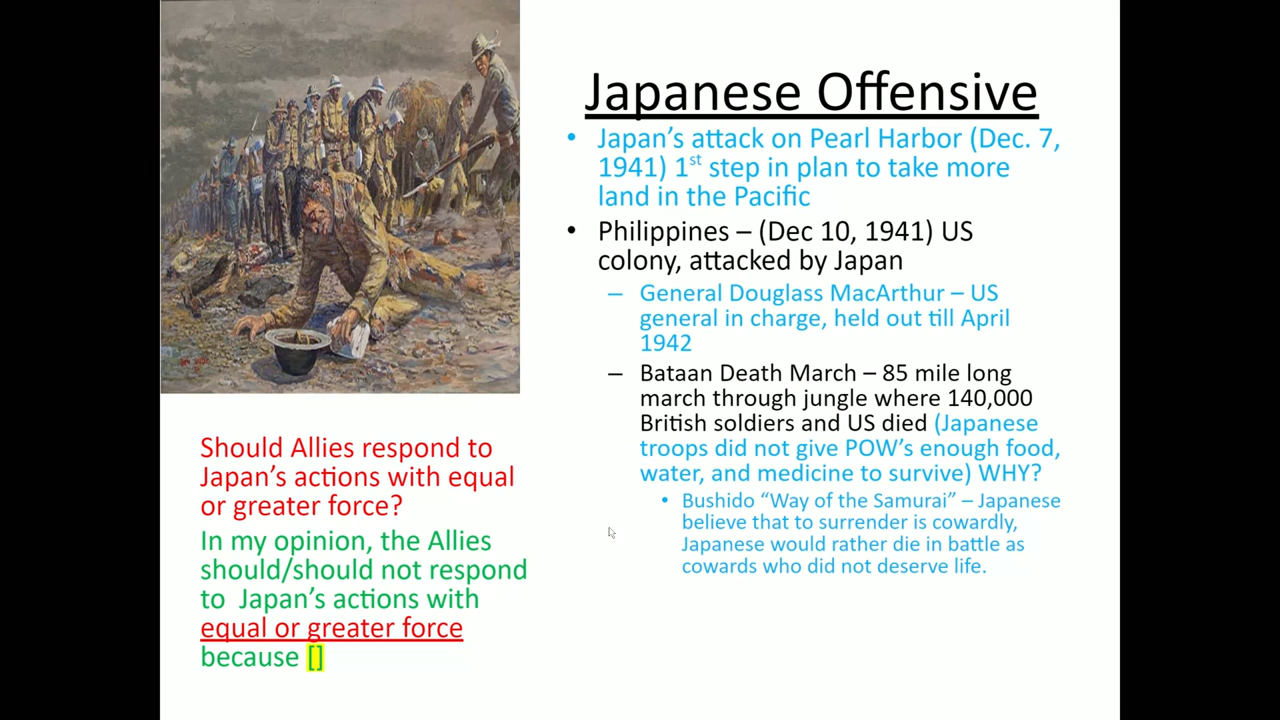 Japanese Offensive
• Japan's attack on Pearl Harbor (Dec. 7,
1941) 1st step in plan to take more
land in the Pacific
• Philippines – (Dec 10, 1941) US
colony, attacked by Japan
– General Douglass MacArthur – US
general in charge, held out till April
1942
– Bataan Death March – 85 mile long
march through jungle where 140,000
British soldiers and US died (Japanese
troops did not give POW's enough food,
water, and medicine to survive) WHY?
• Bushido “Way of the Samurai” – Japanese
believe that to surrender is cowardly,
Japanese would rather die in battle as
cowards who did not deserve life.
Should Allies respond to
Japan's actions with equal
or greater force?
In my opinion, the Allies
should/should not respond
to Japan's actions with
equal or greater force
because []